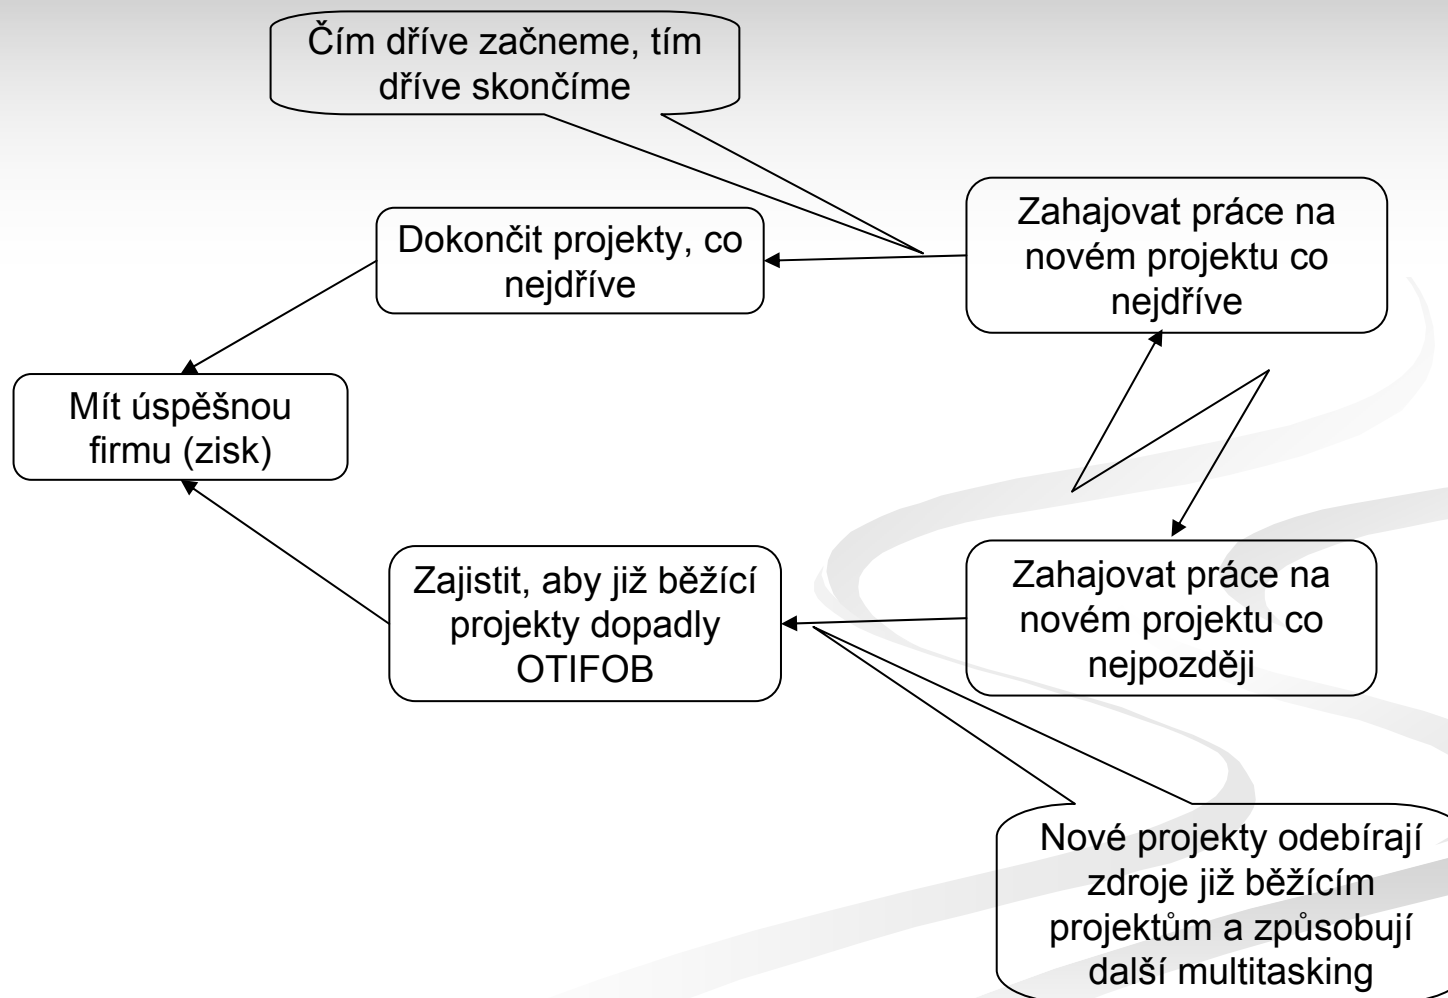 Čím dříve začneme, tím
dříve skončíme
Zahajovat práce na
novém projektu co
nejdříve
Dokončit projekty, co
nejdříve
Mít úspěšnou
firmu (zisk)
Zajistit, aby již běžící
projekty dopadly
OTIFOB
Zahajovat práce na
novém projektu co
nejpozději
Nové projekty odebírají
zdroje již běžícím
projektům a způsobují
další multitasking